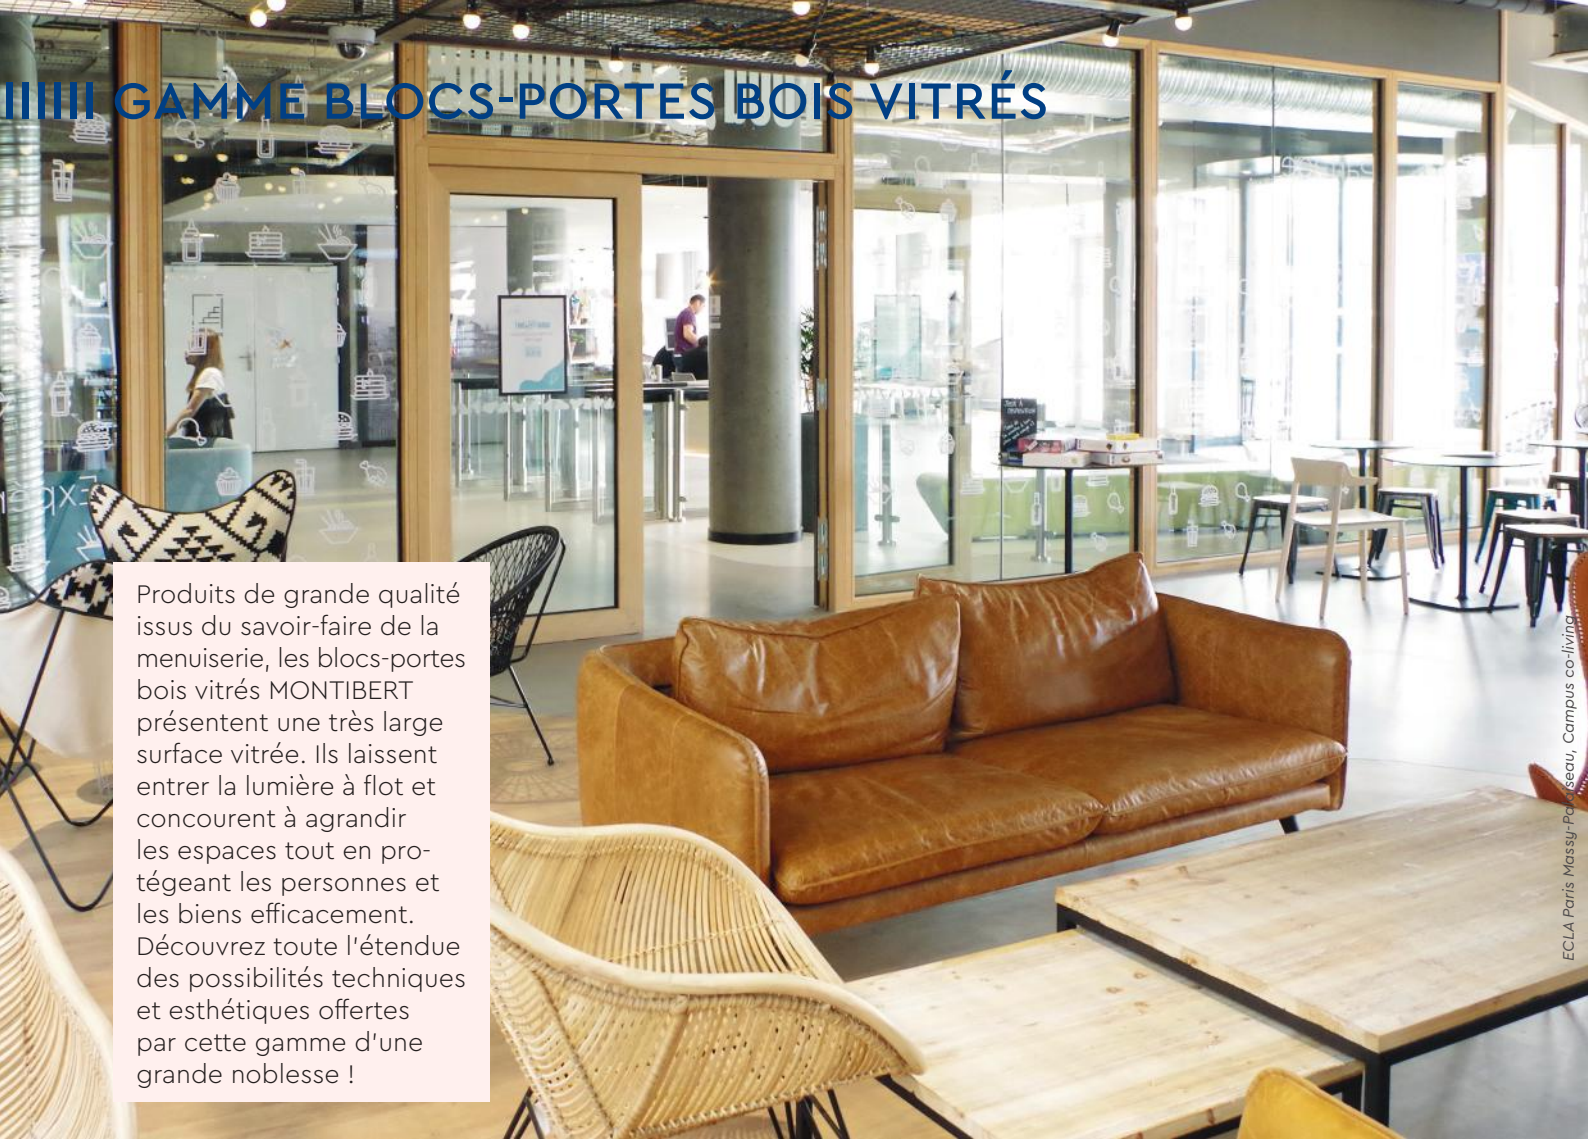 GAMME BLOCS-PORTES BOIS VITRÉS
Produits de grande qualité
issus du savoir-faire de la
menuiserie, les blocs-portes
bois vitrés MONTIBERT
présentent une très large
surface vitrée. Ils laissent
entrer la lumière à flot et
concourent à agrandir
les espaces tout en pro-
tégeant les personnes et
les biens efficacement.
Découvrez toute l'étendue
des possibilités techniques
et esthétiques offertes
par cette gamme d'une
grande noblesse !
ECLA Paris Massy-Palaiseau, Campus co-living